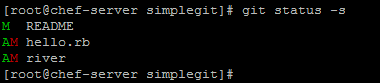 [root@chef-server simplegit]# git status -s
M  README
AM hello.rb
AM river
[root@chef-server simplegit]#